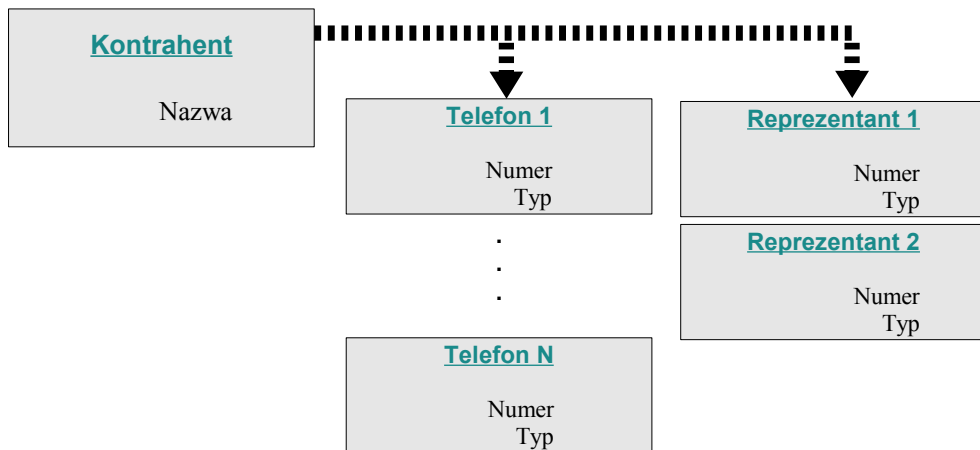 Kontrahent
Nazwa
Telefon 1
Numer
Typ
.
.
.
Telefon N
Numer
Typ
Reprezentant 1
Numer
Typ
Reprezentant 2
Numer
Typ